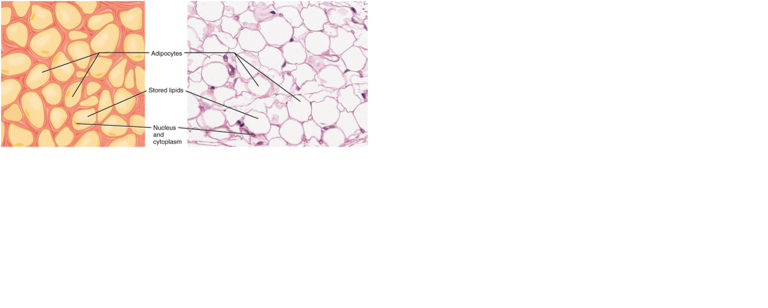 Adipocytes
Stored lipids
Nucleus
and
cytoplasm